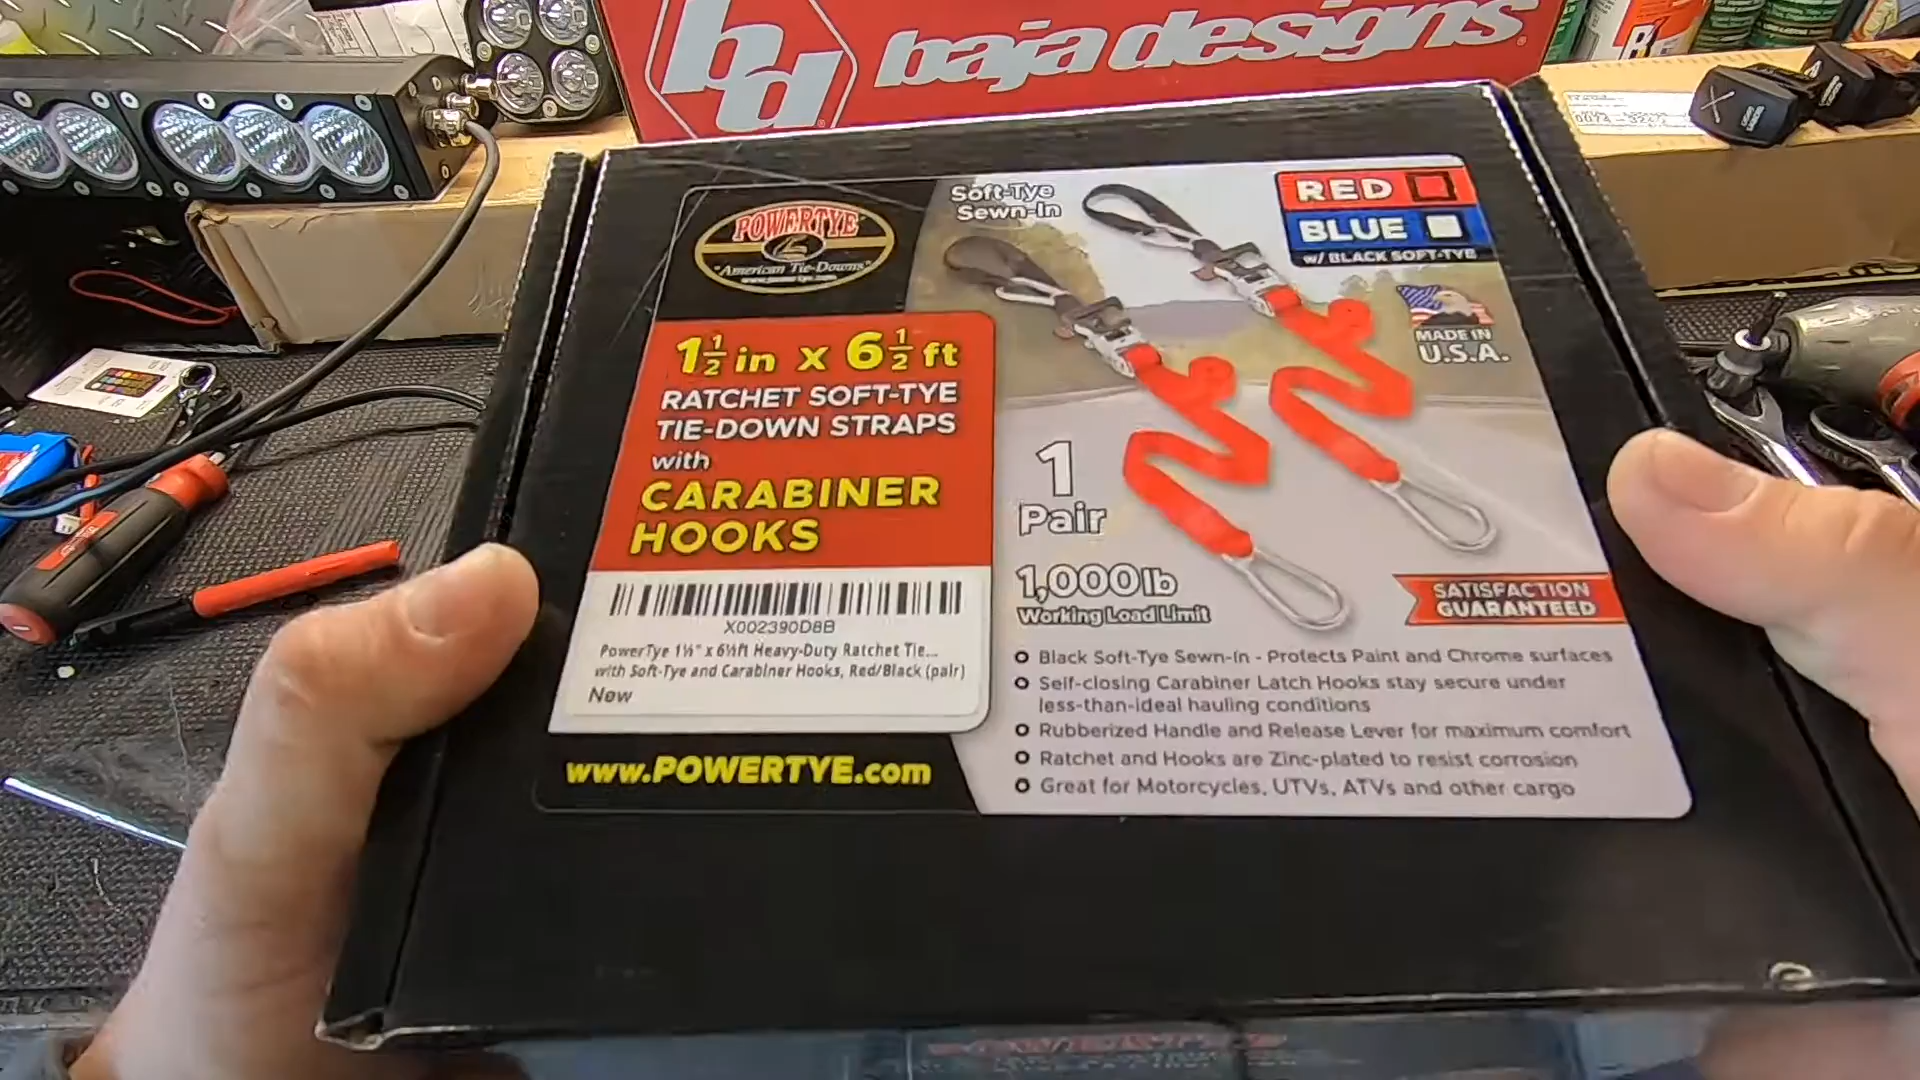 bd
baja designs
POWERTYE
"American Tie-Downs"
Soft-Tye
Sewn-In
RED
BLUE
w/ BLACK SOFT-TYE
MADE IN
U.S.A.
1½ in x 6½ ft
RATCHET SOFT-TYE
TIE-DOWN STRAPS
with
CARABINER
HOOKS
1
Pair
1,000 lb
Working Load Limit
SATISFACTION
GUARANTEED
X002390D8B
PowerTye 1½" x 6½ft Heavy-Duty Ratchet Tie...
with Soft-Tye and Carabiner Hooks, Red/Black (pair)
New
www.POWERTYE.com
Black Soft-Tye Sewn-In - Protects Paint and Chrome surfaces
Self-closing Carabiner Latch Hooks stay secure under
less-than-ideal hauling conditions
Rubberized Handle and Release Lever for maximum comfort
Ratchet and Hooks are Zinc-plated to resist corrosion
Great for Motorcycles, UTVs, ATVs and other cargo